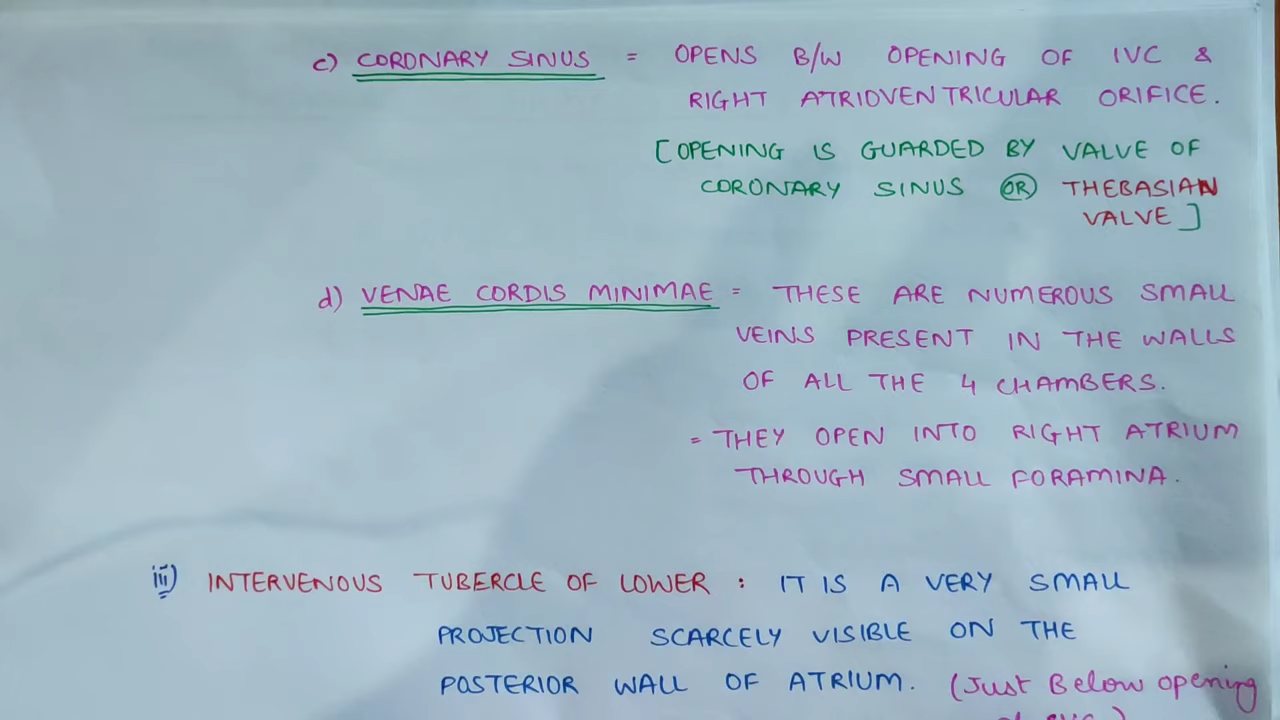 c) CORONARY SINUS = OPENS B/W OPENING OF IVC &
RIGHT ATRIOVENTRICULAR ORIFICE.
[OPENING IS GUARDED BY VALVE OF
CORONARY SINUS OR THEBASIAN
VALVE]
d) VENAE CORDIS MINIMAE = THESE ARE NUMEROUS SMALL
VEINS PRESENT IN THE WALLS
OF ALL THE 4 CHAMBERS.
= THEY OPEN INTO RIGHT ATRIUM
THROUGH SMALL FORAMINA.
iii) INTERVENOUS TUBERCLE OF LOWER : IT IS A VERY SMALL
PROJECTION SCARCELY VISIBLE ON THE
POSTERIOR WALL OF ATRIUM. (Just Below opening